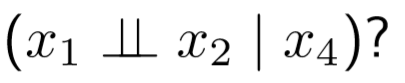 (x₁ ⫫ x₂ | x₄)?